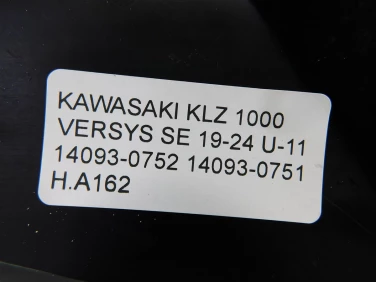 KAWASAKI KLZ 1000
VERSYS SE 19-24 U-11
14093-0752 14093-0751
H.A162